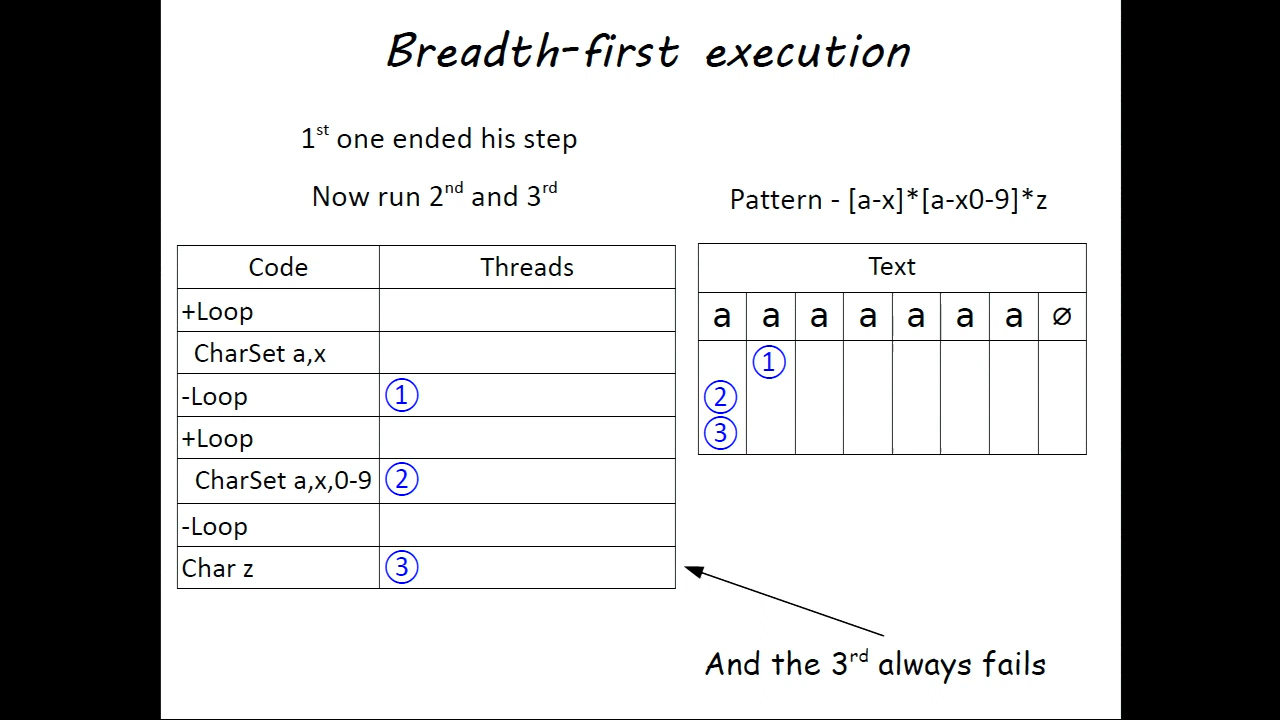 Breadth-first execution
1st one ended his step
Now run 2nd and 3rd
Pattern - [a-x]*[a-x0-9]*z
Code Threads
+Loop
CharSet a,x
-Loop ①
+Loop
CharSet a,x,0-9 ②
-Loop
Char z ③
Text
a a a a a a a ∅
①
②
③
And the 3rd always fails